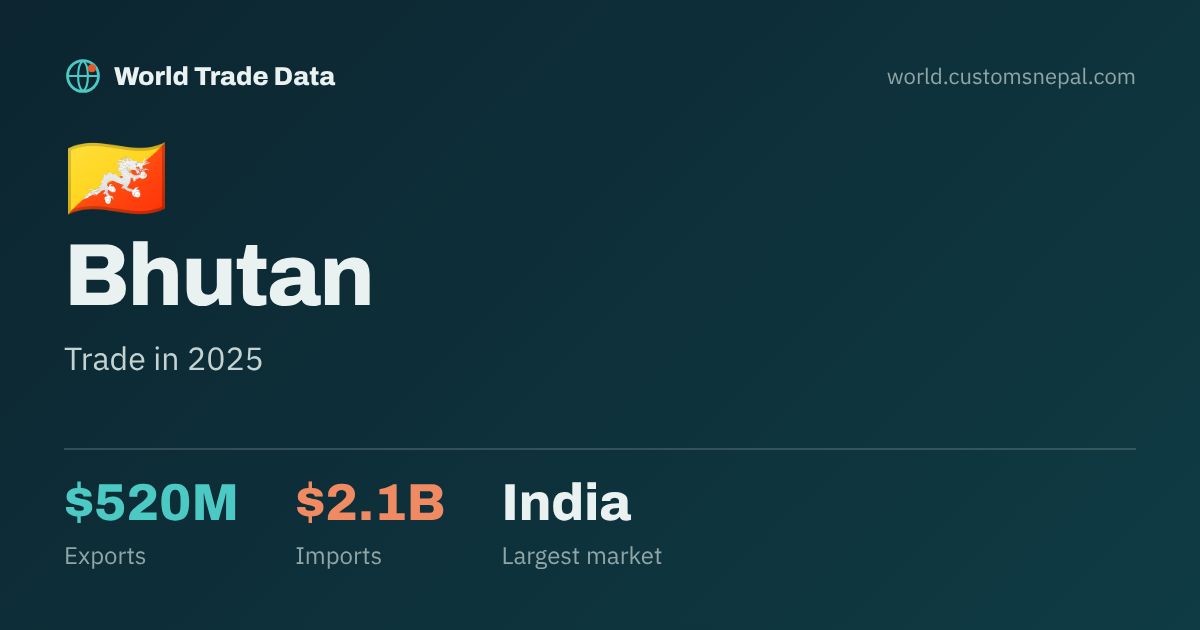 World Trade Data
world.customsnepal.com
Bhutan
Trade in 2025
$520M
Exports
$2.1B
Imports
India
Largest market